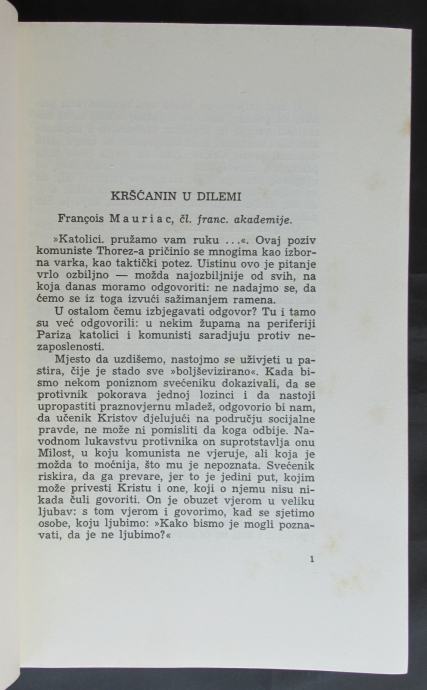 KRŠĆANIN U DILEMI
François Mauriac, čl. franc. akademije.
»Katolici. pružamo vam ruku ...«. Ovaj poziv
komuniste Thorez-a pričinio se mnogima kao izbor-
na varka, kao taktički potez. Uistinu ovo je pitanje
vrlo ozbiljno — možda najozbiljnije od svih, na
koja danas moramo odgovoriti: ne nadajmo se, da
ćemo se iz toga izvući sažimanjem ramena.
U ostalom čemu izbjegavati odgovor? Tu i tamo
su već odgovorili: u nekim župama na periferiji
Pariza katolici i komunisti sarađuju protiv ne-
zaposlenosti.
Mjesto da uzdišemo, nastojmo se uživjeti u pa-
stira, čije je stado sve »boljševizirano«. Kada bi-
smo nekom poniznom svećeniku dokazivali, da se
protivnik pokorava jednoj lozinci i da nastoji
upropastiti praznovjernu mladež, odgovorio bi nam,
da učenik Kristov djelujući na području socijalne
pravde, ne može ni pomisliti da koga odbije. Na-
vodnom lukavstvu protivnika on suprotstavlja onu
Milost, u koju komunista ne vjeruje, ali koja je
možda to moćnija, što mu je nepoznata. Svećenik
riskira, da ga prevare, jer to je jedini put, kojim
može privesti Kristu i one, koji o njemu nisu ni-
kada čuli govoriti. On je obuzet vjerom u veliku
ljubav: s tom vjerom i govorimo, kad se sjetimo
osobe, koju ljubimo: »Kako bismo je mogli pozna-
vati, da je ne ljubimo?«
1